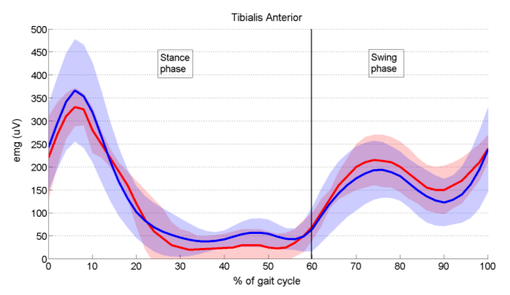 Tibialis Anterior
500
450
400
350
300
250
200
150
100
50
0
emg (uV)
Stance
phase
Swing
phase
0 10 20 30 40 50 60 70 80 90 100
% of gait cycle